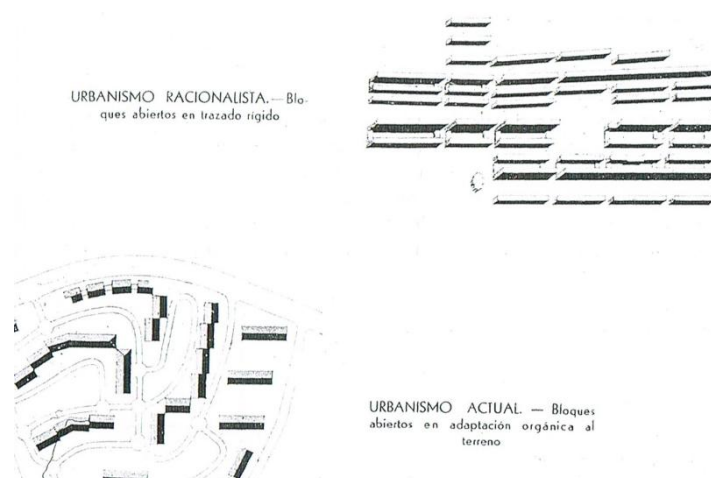 URBANISMO RACIONALISTA. — Blo-
ques abiertos en trazado rígido
URBANISMO ACTUAL. — Bloques
abiertos en adaptación orgánica al
terreno